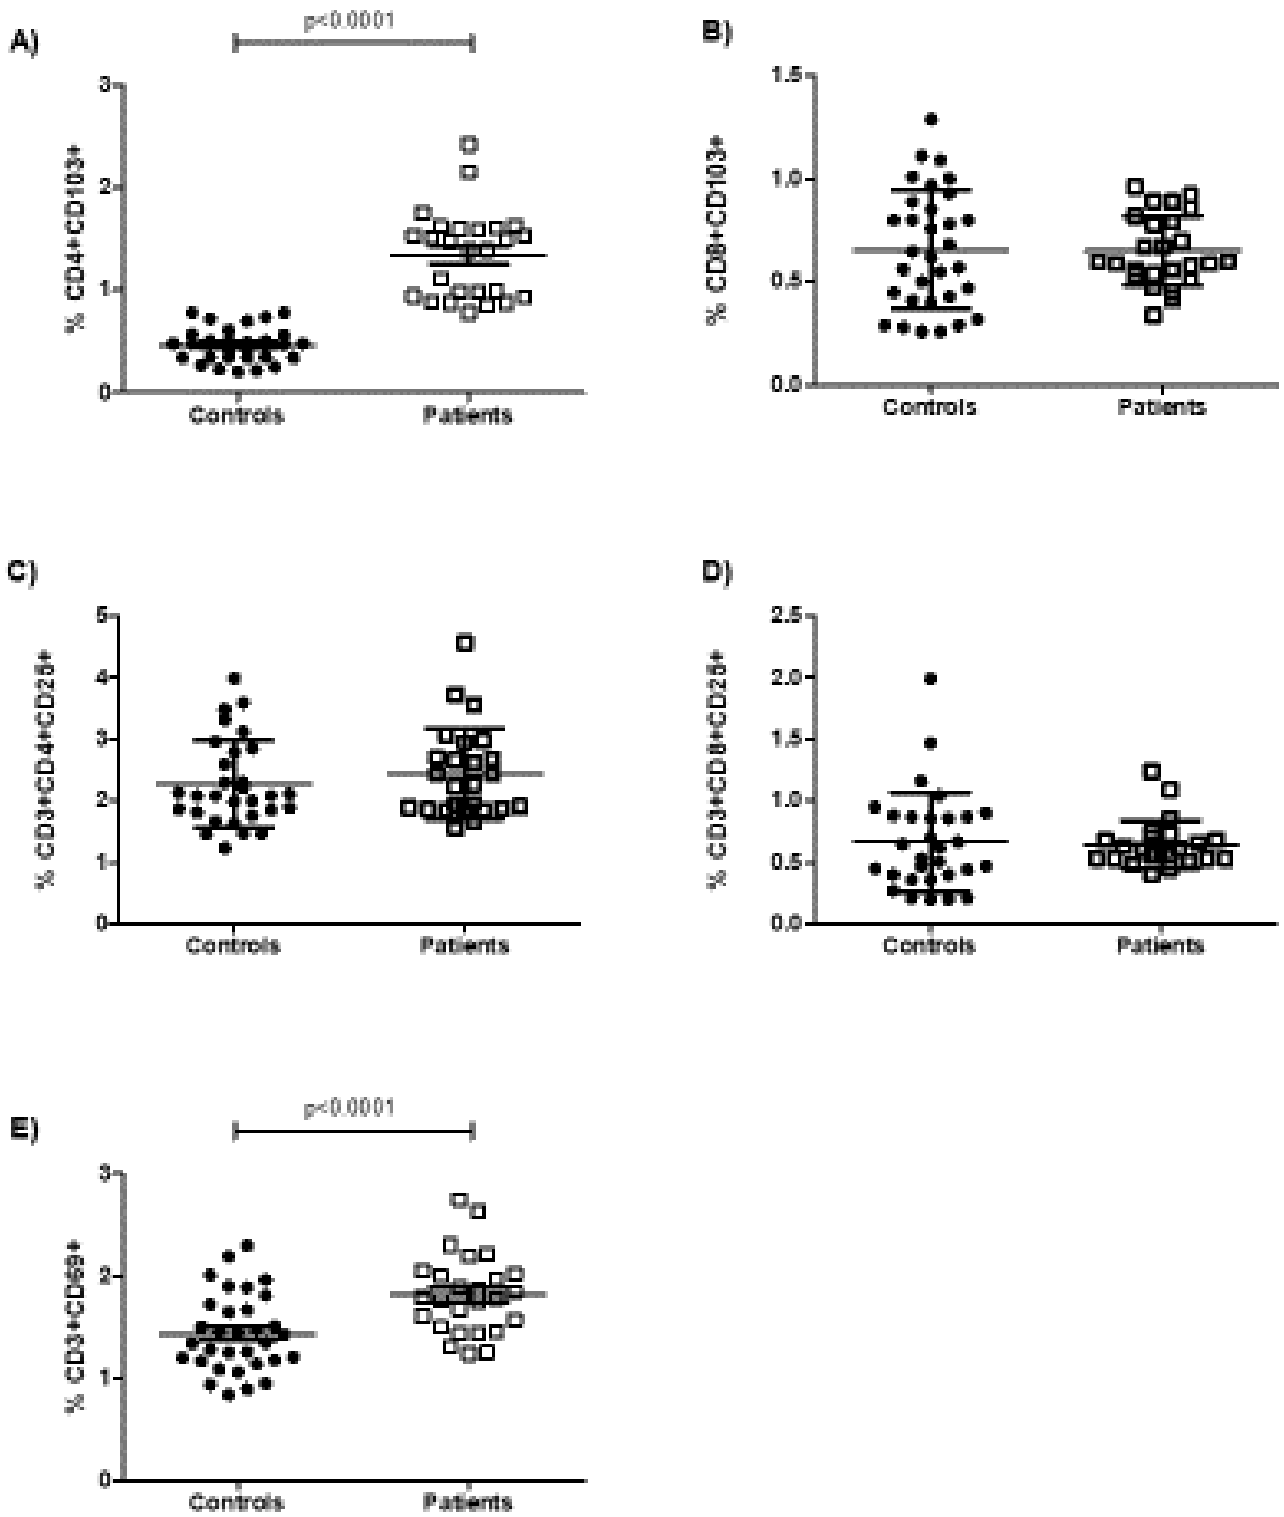 A)
p<0.0001
% CD4+CD103+
3
2
1
0
Controls
Patients
B)
% CD8+CD103+
1.5
1.0
0.5
0.0
Controls
Patients
C)
% CD3+CD4+CD25+
5
4
3
2
1
0
Controls
Patients
D)
% CD3+CD8+CD25+
2.5
2.0
1.5
1.0
0.5
0.0
Controls
Patients
E)
p<0.0001
% CD3+CD69+
3
2
1
0
Controls
Patients